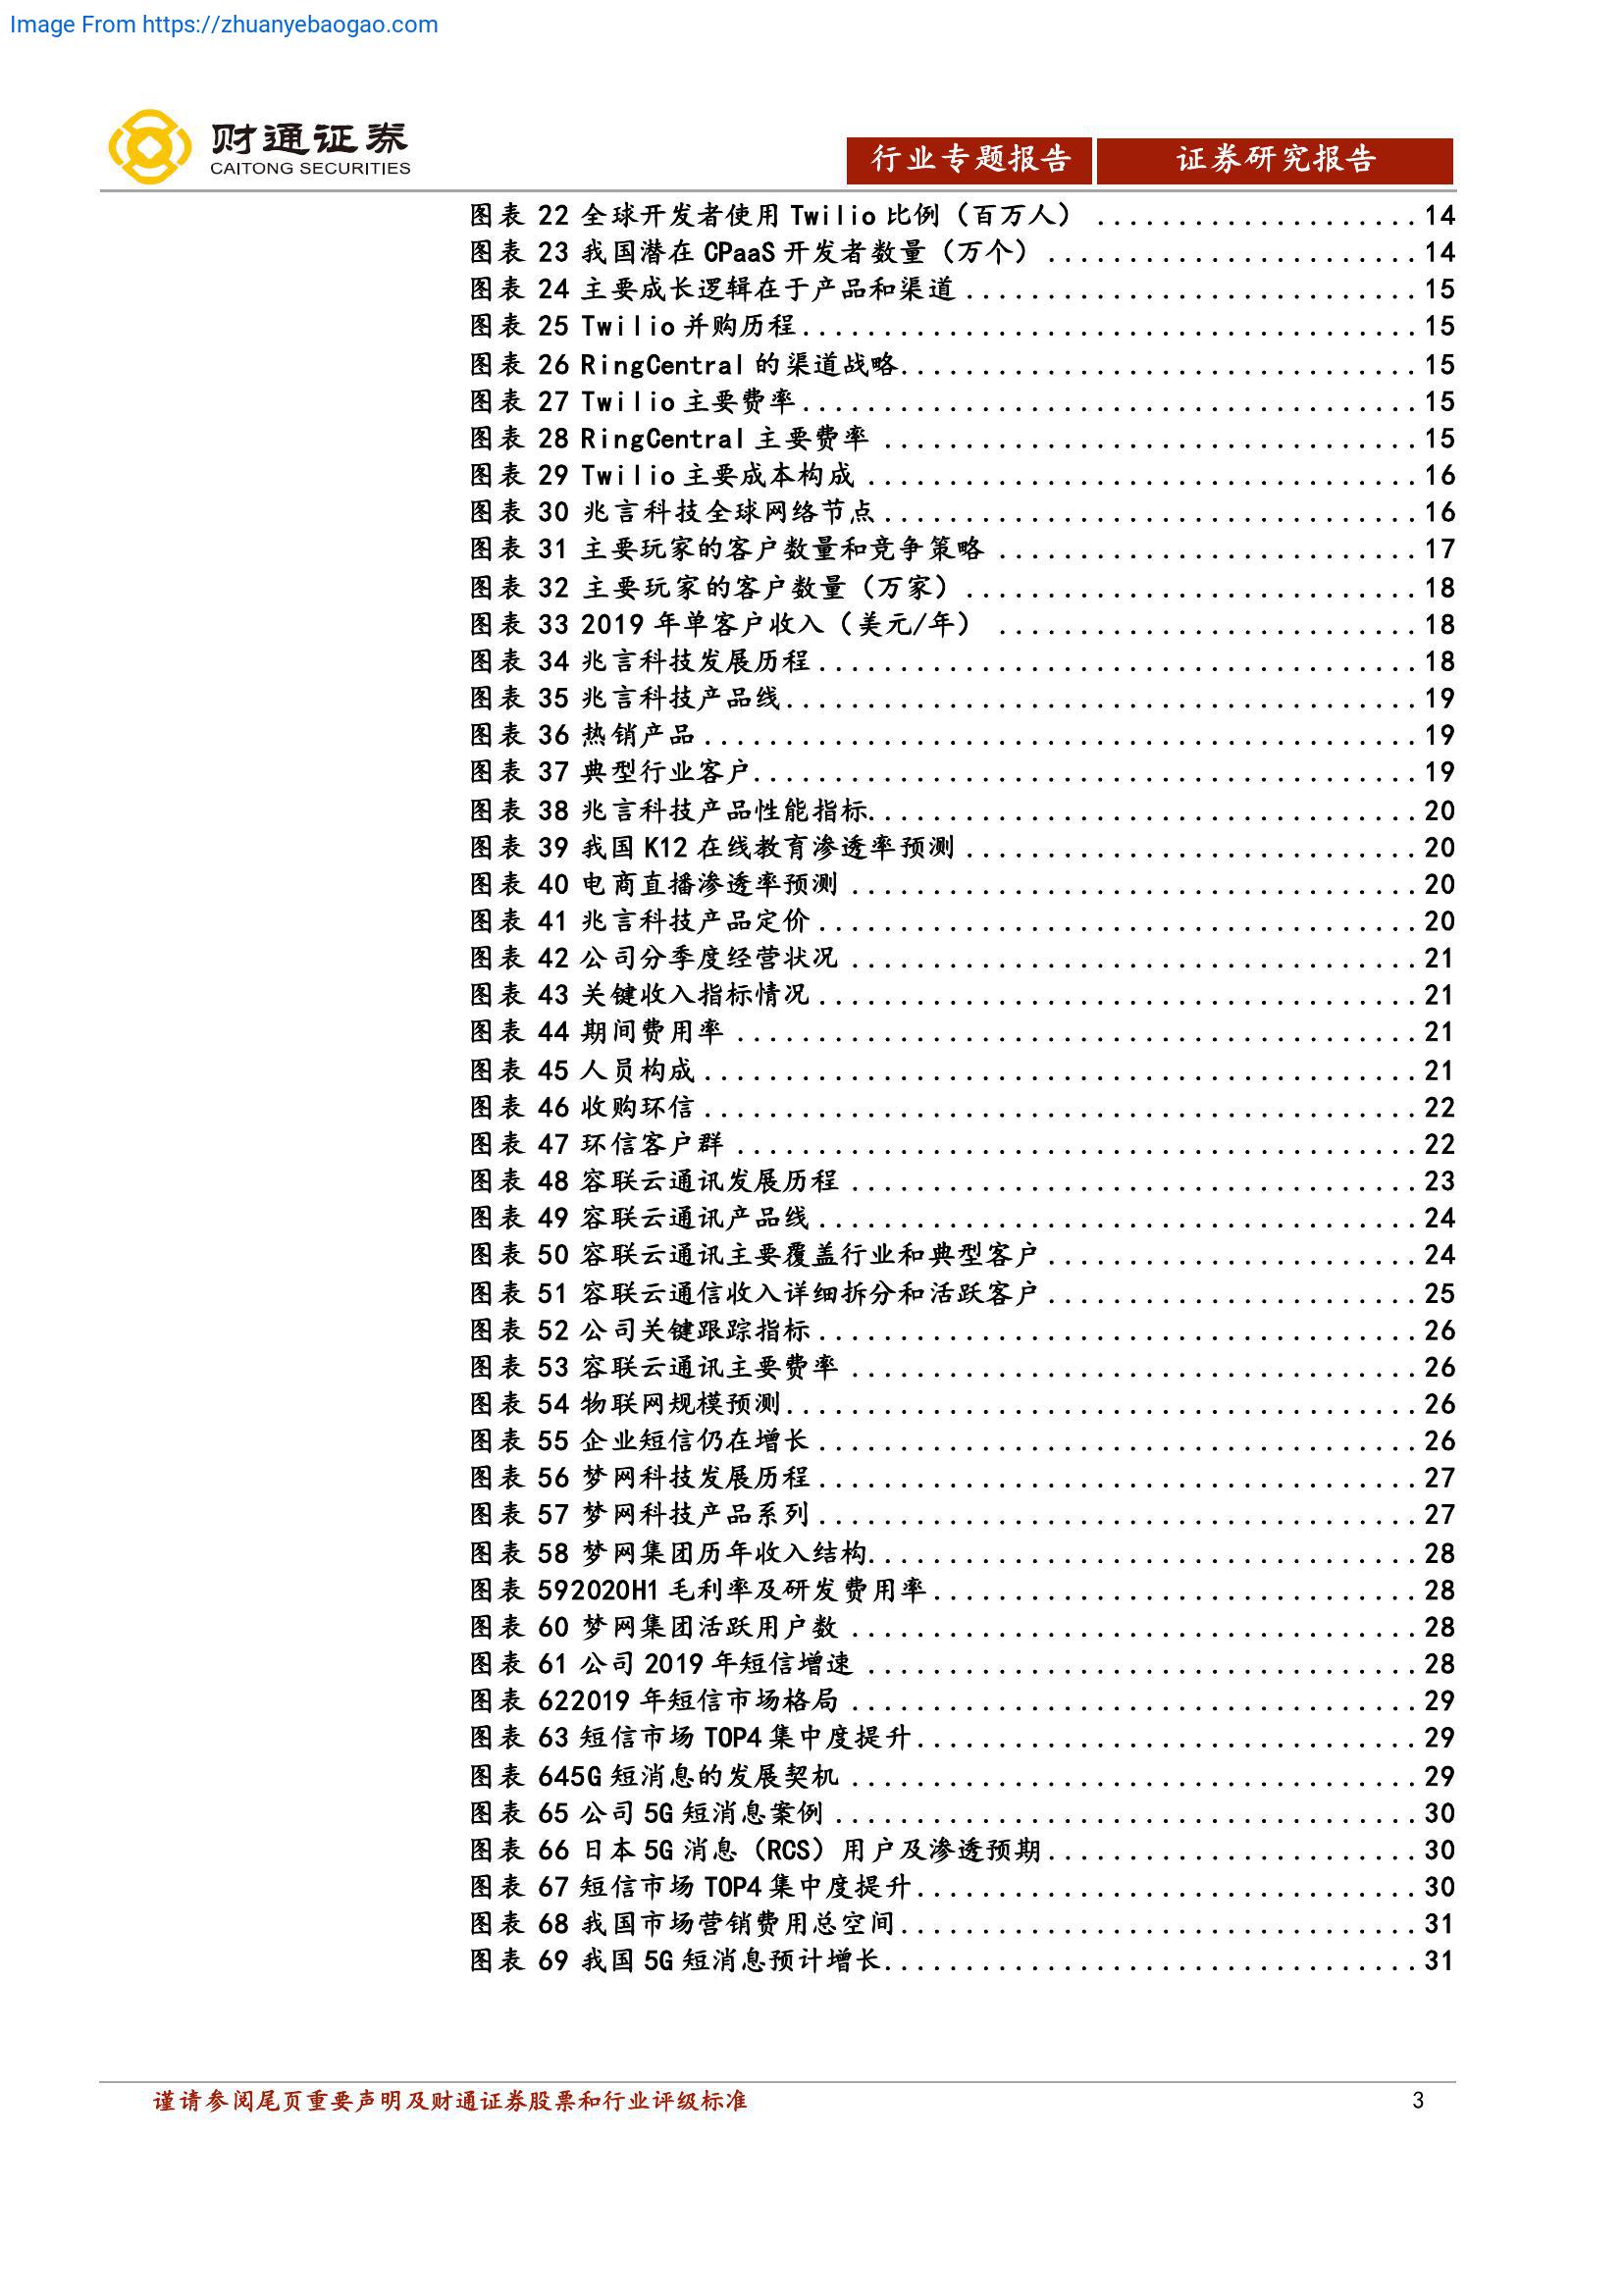 Image From https://zhuanyebaogao.com
财通证券
CAITONG SECURITIES
行业专题报告 证券研究报告
图表 22 全球开发者使用 Twilio 比例（百万人） ....................14
图表 23 我国潜在 CPaaS 开发者数量（万个） .......................14
图表 24 主要成长逻辑在于产品和渠道 ............................15
图表 25 Twilio 并购历程......................................15
图表 26 RingCentral 的渠道战略................................15
图表 27 Twilio 主要费率......................................15
图表 28 RingCentral 主要费率 .................................15
图表 29 Twilio 主要成本构成 ..................................16
图表 30 兆言科技全球网络节点.................................16
图表 31 主要玩家的客户数量和竞争策略 ..........................17
图表 32 主要玩家的客户数量（万家）............................18
图表 33 2019 年单客户收入（美元/年） ..........................18
图表 34 兆言科技发展历程.....................................18
图表 35 兆言科技产品线.......................................19
图表 36 热销产品............................................19
图表 37 典型行业客户.........................................19
图表 38 兆言科技产品性能指标..................................20
图表 39 我国 K12 在线教育渗透率预测 ............................20
图表 40 电商直播渗透率预测 ...................................20
图表 41 兆言科技产品定价.....................................20
图表 42 公司分季度经营状况 ...................................21
图表 43 关键收入指标情况.....................................21
图表 44 期间费用率 ..........................................21
图表 45 人员构成............................................21
图表 46 收购环信............................................22
图表 47 环信客户群 ..........................................22
图表 48 容联云通讯发展历程 ...................................23
图表 49 容联云通讯产品线.....................................24
图表 50 容联云通讯主要覆盖行业和典型客户.......................24
图表 51 容联云通信收入详细拆分和活跃客户.......................25
图表 52 公司关键跟踪指标.....................................26
图表 53 容联云通讯主要费率 ...................................26
图表 54 物联网规模预测.......................................26
图表 55 企业短信仍在增长.....................................26
图表 56 梦网科技发展历程.....................................27
图表 57 梦网科技产品系列.....................................27
图表 58 梦网集团历年收入结构..................................28
图表 592020H1 毛利率及研发费用率..............................28
图表 60 梦网集团活跃用户数 ...................................28
图表 61 公司 2019 年短信增速 ..................................28
图表 622019 年短信市场格局 ...................................29
图表 63 短信市场 TOP4 集中度提升...............................29
图表 645G 短消息的发展契机 ...................................29
图表 65 公司 5G 短消息案例 ....................................30
图表 66 日本 5G 消息（RCS）用户及渗透预期.......................30
图表 67 短信市场 TOP4 集中度提升...............................30
图表 68 我国市场营销费用总空间................................31
图表 69 我国 5G 短消息预计增长.................................31
谨请参阅尾页重要声明及财通证券股票和行业评级标准 3